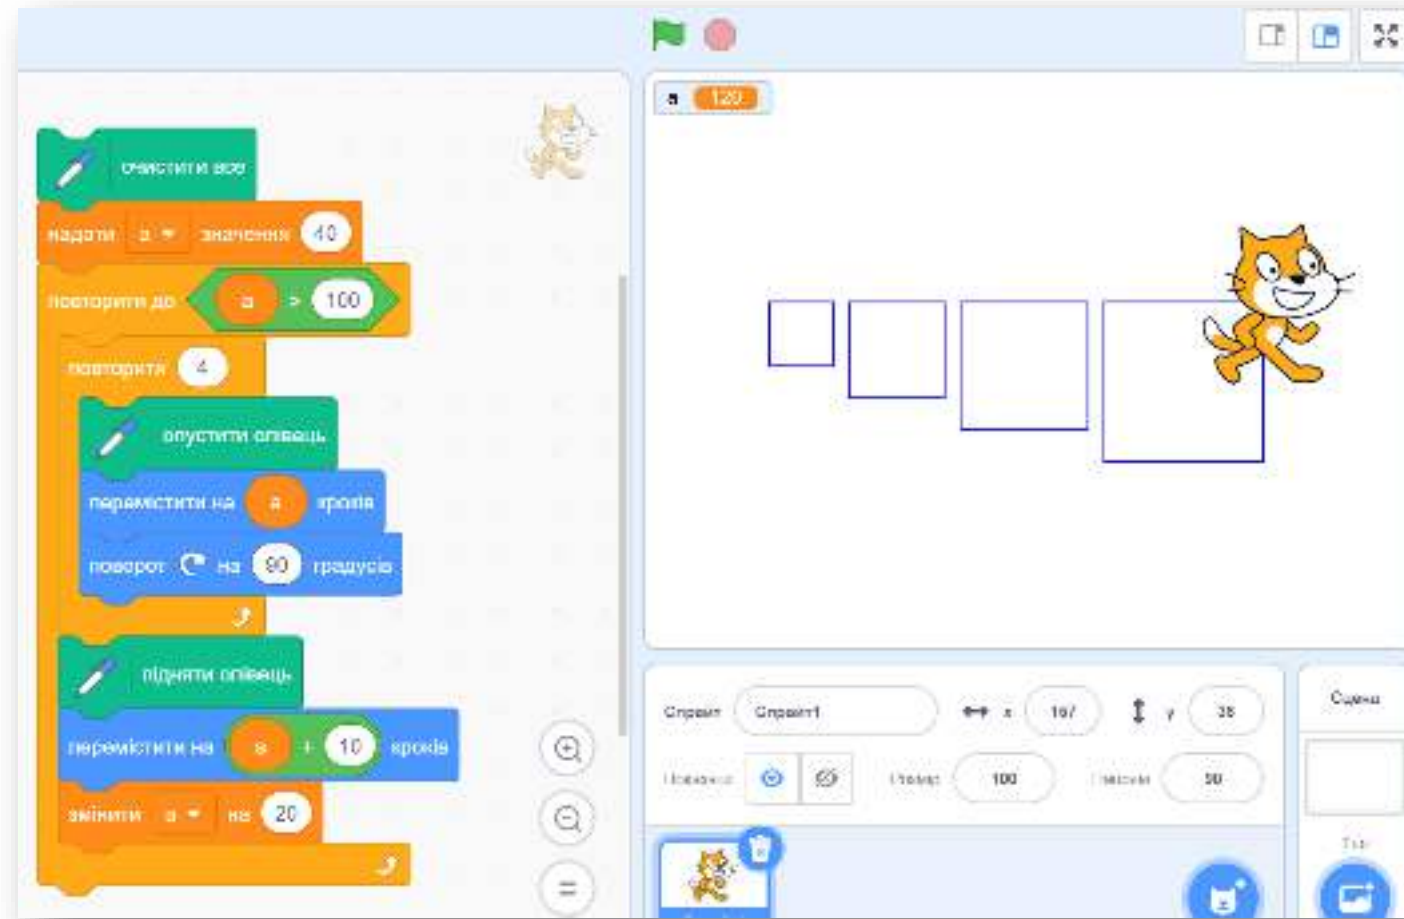 a 120
очистити все
надати a значення 40
повторити до a > 100
повторити 4
опустити олівець
перемістити на a кроків
поворот на 90 градусів
підняти олівець
перемістити на a + 10 кроків
змінити a на 20
Спрайт Спрайт1 x 167 y 38
100 90
Сцена